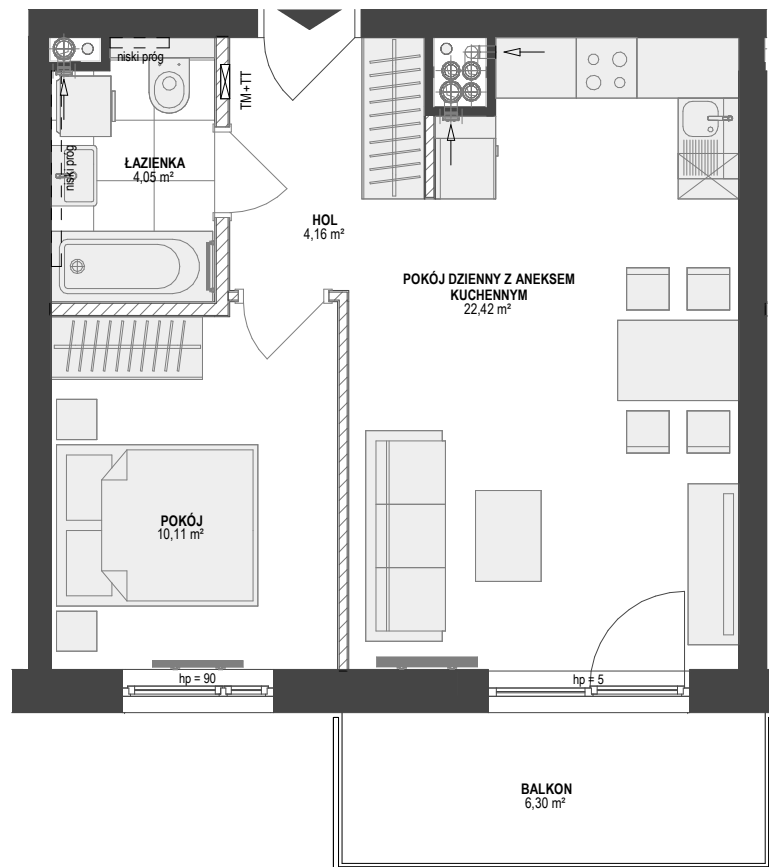 niski próg
TM+TT
niski próg
ŁAZIENKA
4,05 m²
HOL
4,16 m²
POKÓJ DZIENNY Z ANEKSEM
KUCHENNYM
22,42 m²
POKÓJ
10,11 m²
hp = 90
hp = 5
BALKON
6,30 m²